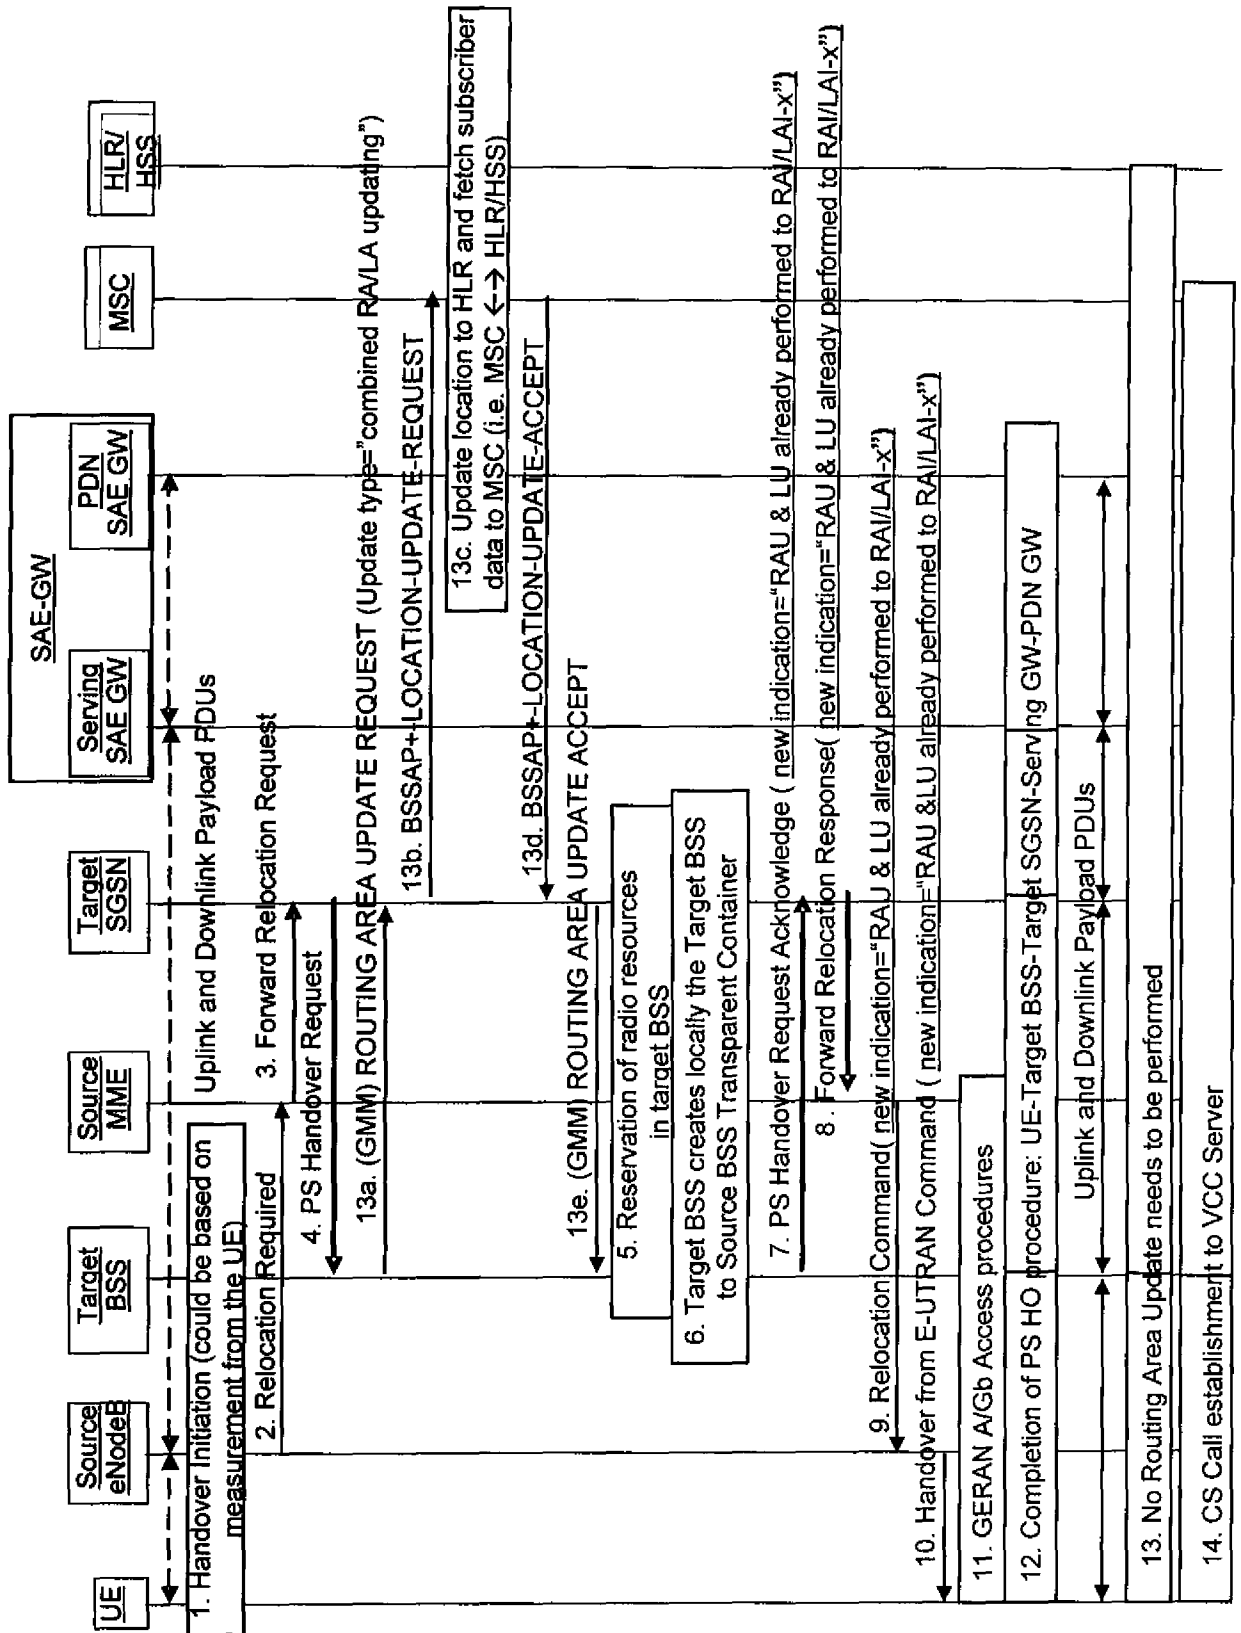 SAE-GW
UE
Source
eNodeB
Target
BSS
Source
MME
Target
SGSN
Serving
SAE GW
PDN
SAE GW
MSC
HLR/
HSS
Uplink and Downlink Payload PDUs
1. Handover Initiation (could be based on
measurement from the UE)
2. Relocation Required
3. Forward Relocation Request
4. PS Handover Request
13a. (GMM) ROUTING AREA UPDATE REQUEST (Update type="combined RA/LA updating")
13b. BSSAP+-LOCATION-UPDATE-REQUEST
13c. Update location to HLR and fetch subscriber
data to MSC (i.e. MSC ←→ HLR/HSS)
13d. BSSAP+-LOCATION-UPDATE-ACCEPT
13e. (GMM) ROUTING AREA UPDATE ACCEPT
5. Reservation of radio resources
in target BSS
6. Target BSS creates locally the Target BSS
to Source BSS Transparent Container
7. PS Handover Request Acknowledge ( new indication="RAU & LU already performed to RAI/LAI-x")
8. Forward Relocation Response( new indication="RAU & LU already performed to RAI/LAI-x")
9. Relocation Command( new indication="RAU & LU already performed to RAI/LAI-x")
10. Handover from E-UTRAN Command ( new indication="RAU &LU already performed to RAI/LAI-x")
11. GERAN A/Gb Access procedures
12. Completion of PS HO procedure: UE-Target BSS-Target SGSN-Serving GW-PDN GW
Uplink and Downlink Payload PDUs
13. No Routing Area Update needs to be performed
14. CS Call establishment to VCC Server